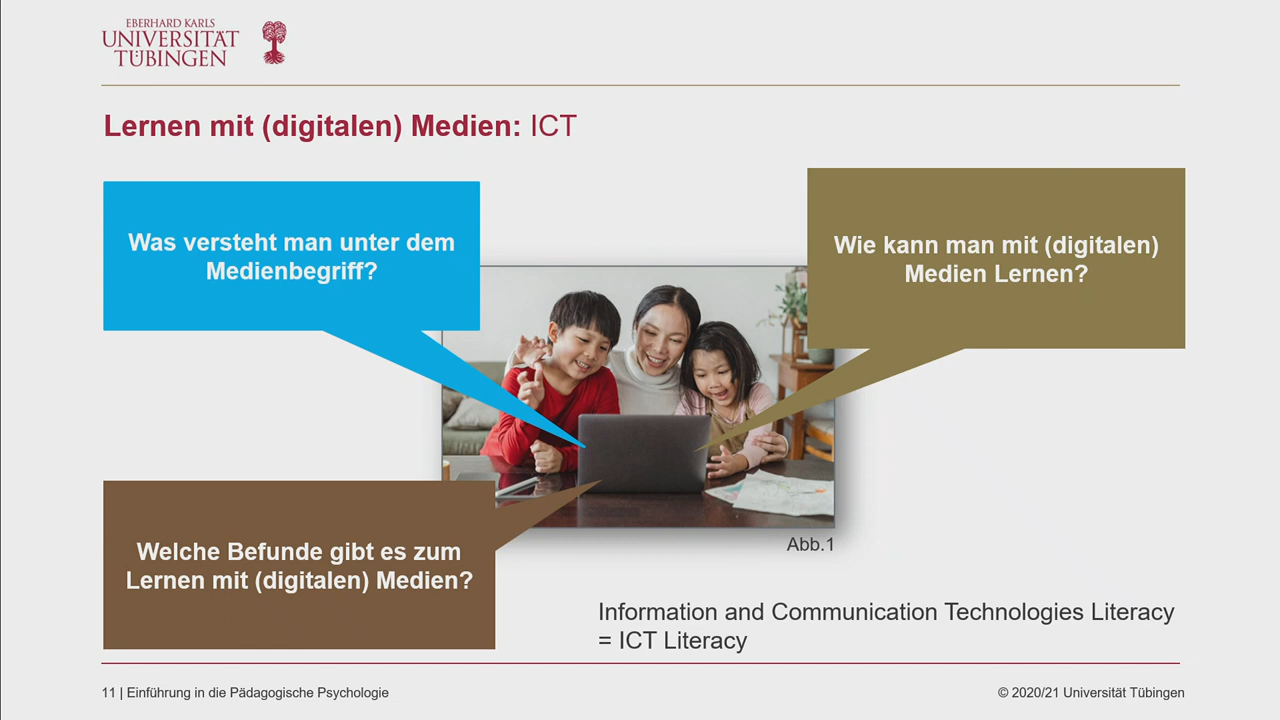 EBERHARD KARLS
UNIVERSITÄT
TÜBINGEN
Lernen mit (digitalen) Medien: ICT
Was versteht man unter dem
Medienbegriff?
Wie kann man mit (digitalen)
Medien Lernen?
Welche Befunde gibt es zum
Lernen mit (digitalen) Medien?
Abb.1
Information and Communication Technologies Literacy
= ICT Literacy
11 | Einführung in die Pädagogische Psychologie
© 2020/21 Universität Tübingen